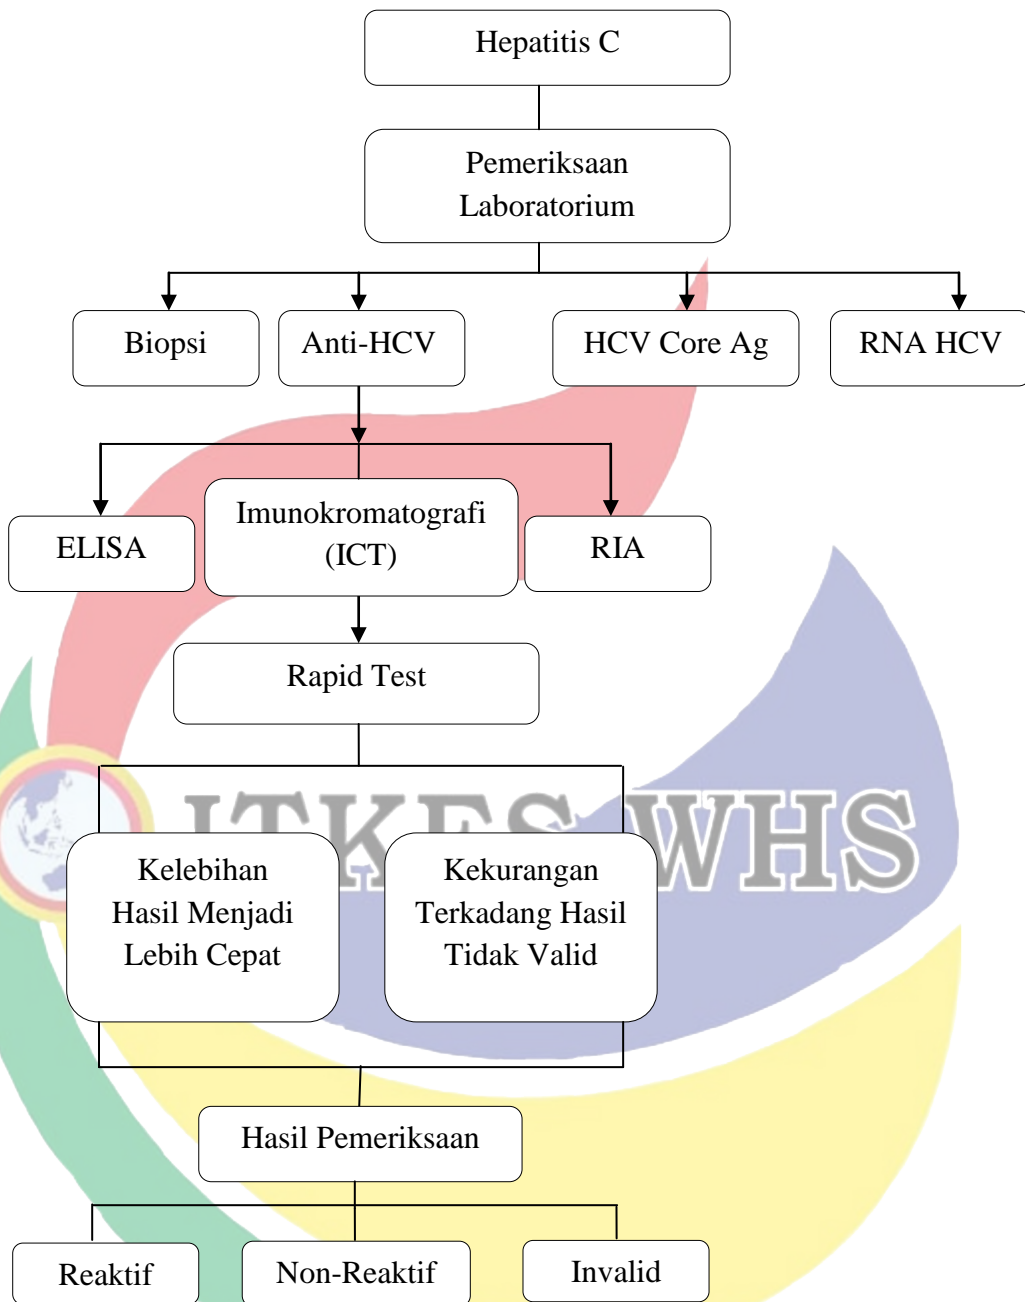 Hepatitis C
Pemeriksaan
Laboratorium
Biopsi
Anti-HCV
HCV Core Ag
RNA HCV
ELISA
Imunokromatografi
(ICT)
RIA
Rapid Test
ITKES WHS
Kelebihan
Hasil Menjadi
Lebih Cepat
Kekurangan
Terkadang Hasil
Tidak Valid
Hasil Pemeriksaan
Reaktif
Non-Reaktif
Invalid